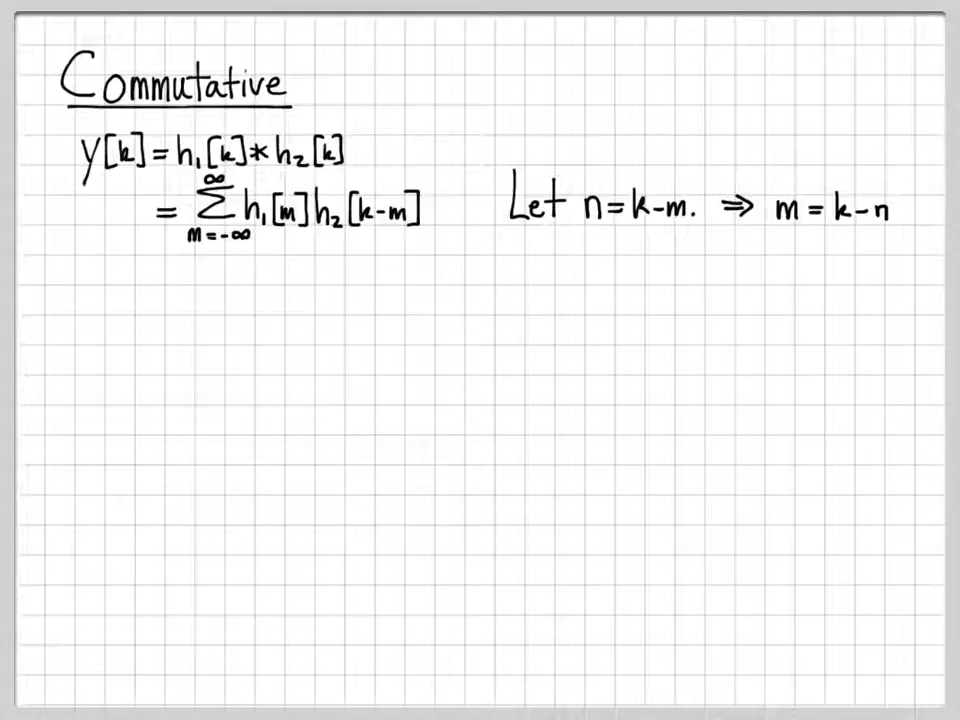 Commutative
y[k] = h₁[k] * h₂[k]
= ∑_{m=-∞}^{∞} h₁[m] h₂[k-m] Let n = k-m. ⇒ m = k-n